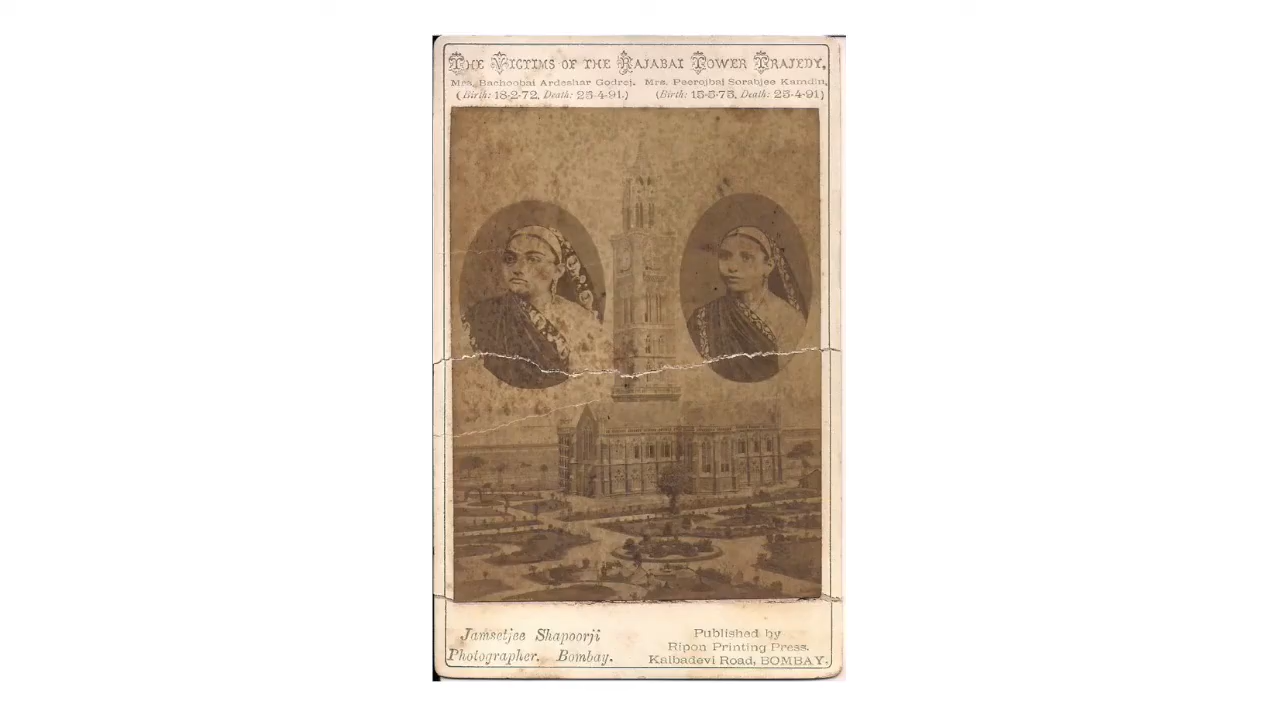 The Victims of the Rajabai Tower Trajedy,
Mrs. Bachoobai Ardeshar Godrej. Mrs. Peerojbai Sorabjee Kamdin,
(Birth: 18-2-72, Death: 25-4-91.) (Birth: 15-5-75, Death: 25-4-91)
Jamsetjee Shapoorji
Photographer. Bombay.
Published by
Ripon Printing Press.
Kalbadevi Road, BOMBAY.